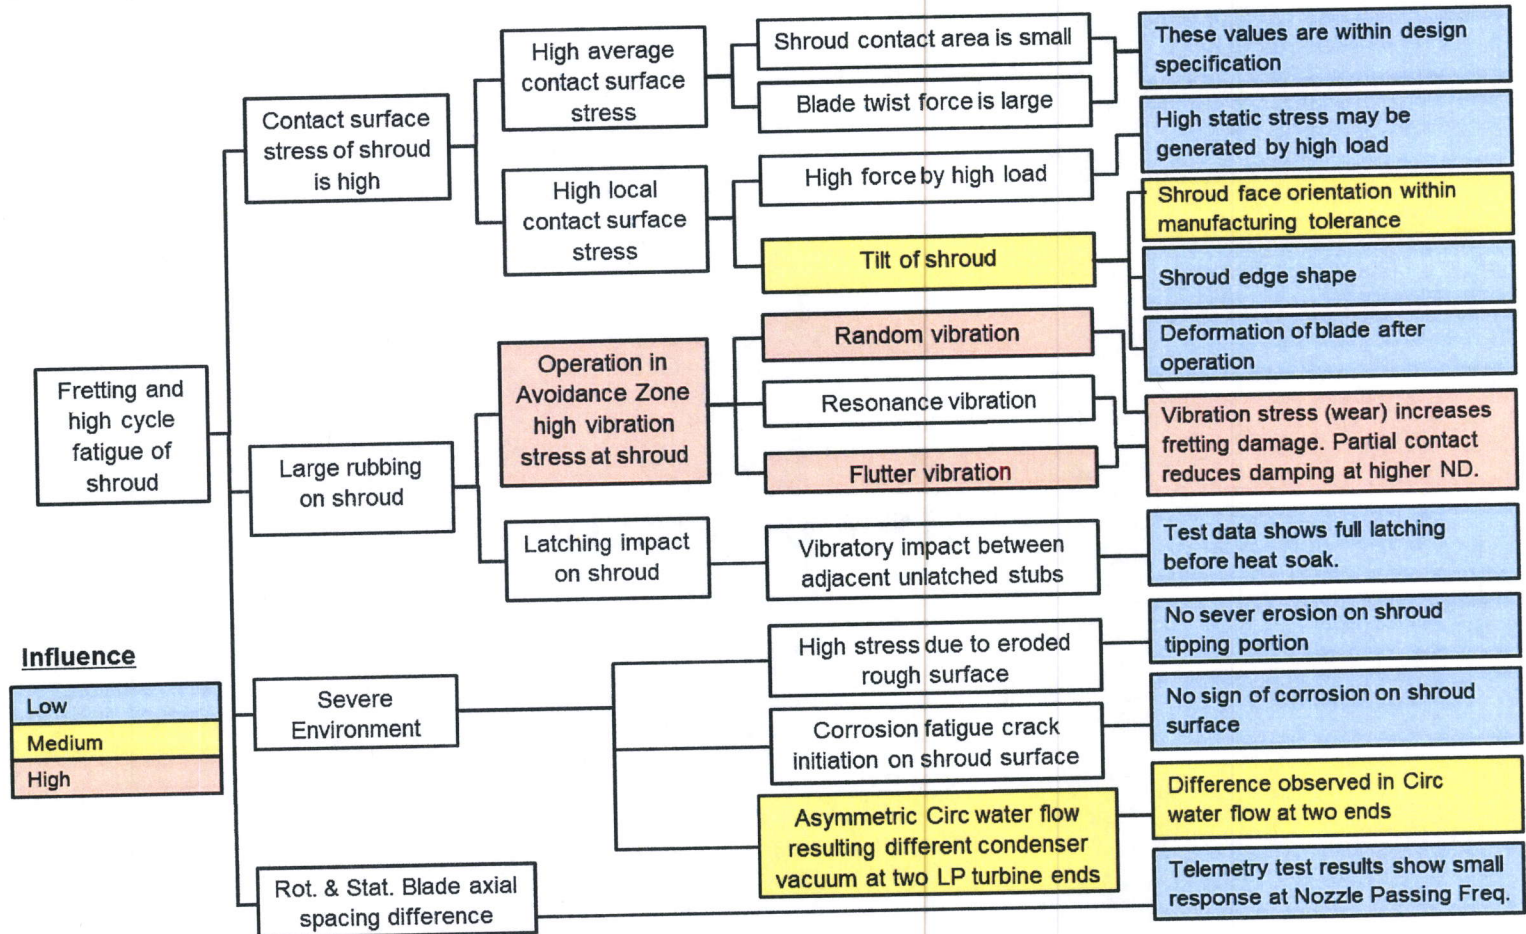 Fretting and
high cycle
fatigue of
shroud
Contact surface
stress of shroud
is high
High average
contact surface
stress
Shroud contact area is small
Blade twist force is large
These values are within design
specification
High local
contact surface
stress
High force by high load
High static stress may be
generated by high load
Tilt of shroud
Shroud face orientation within
manufacturing tolerance
Shroud edge shape
Deformation of blade after
operation
Large rubbing
on shroud
Operation in
Avoidance Zone
high vibration
stress at shroud
Random vibration
Resonance vibration
Flutter vibration
Vibration stress (wear) increases
fretting damage. Partial contact
reduces damping at higher ND.
Latching impact
on shroud
Vibratory impact between
adjacent unlatched stubs
Test data shows full latching
before heat soak.
Severe
Environment
High stress due to eroded
rough surface
No sever erosion on shroud
tipping portion
Corrosion fatigue crack
initiation on shroud surface
No sign of corrosion on shroud
surface
Asymmetric Circ water flow
resulting different condenser
vacuum at two LP turbine ends
Difference observed in Circ
water flow at two ends
Rot. & Stat. Blade axial
spacing difference
Telemetry test results show small
response at Nozzle Passing Freq.
Influence
Low
Medium
High